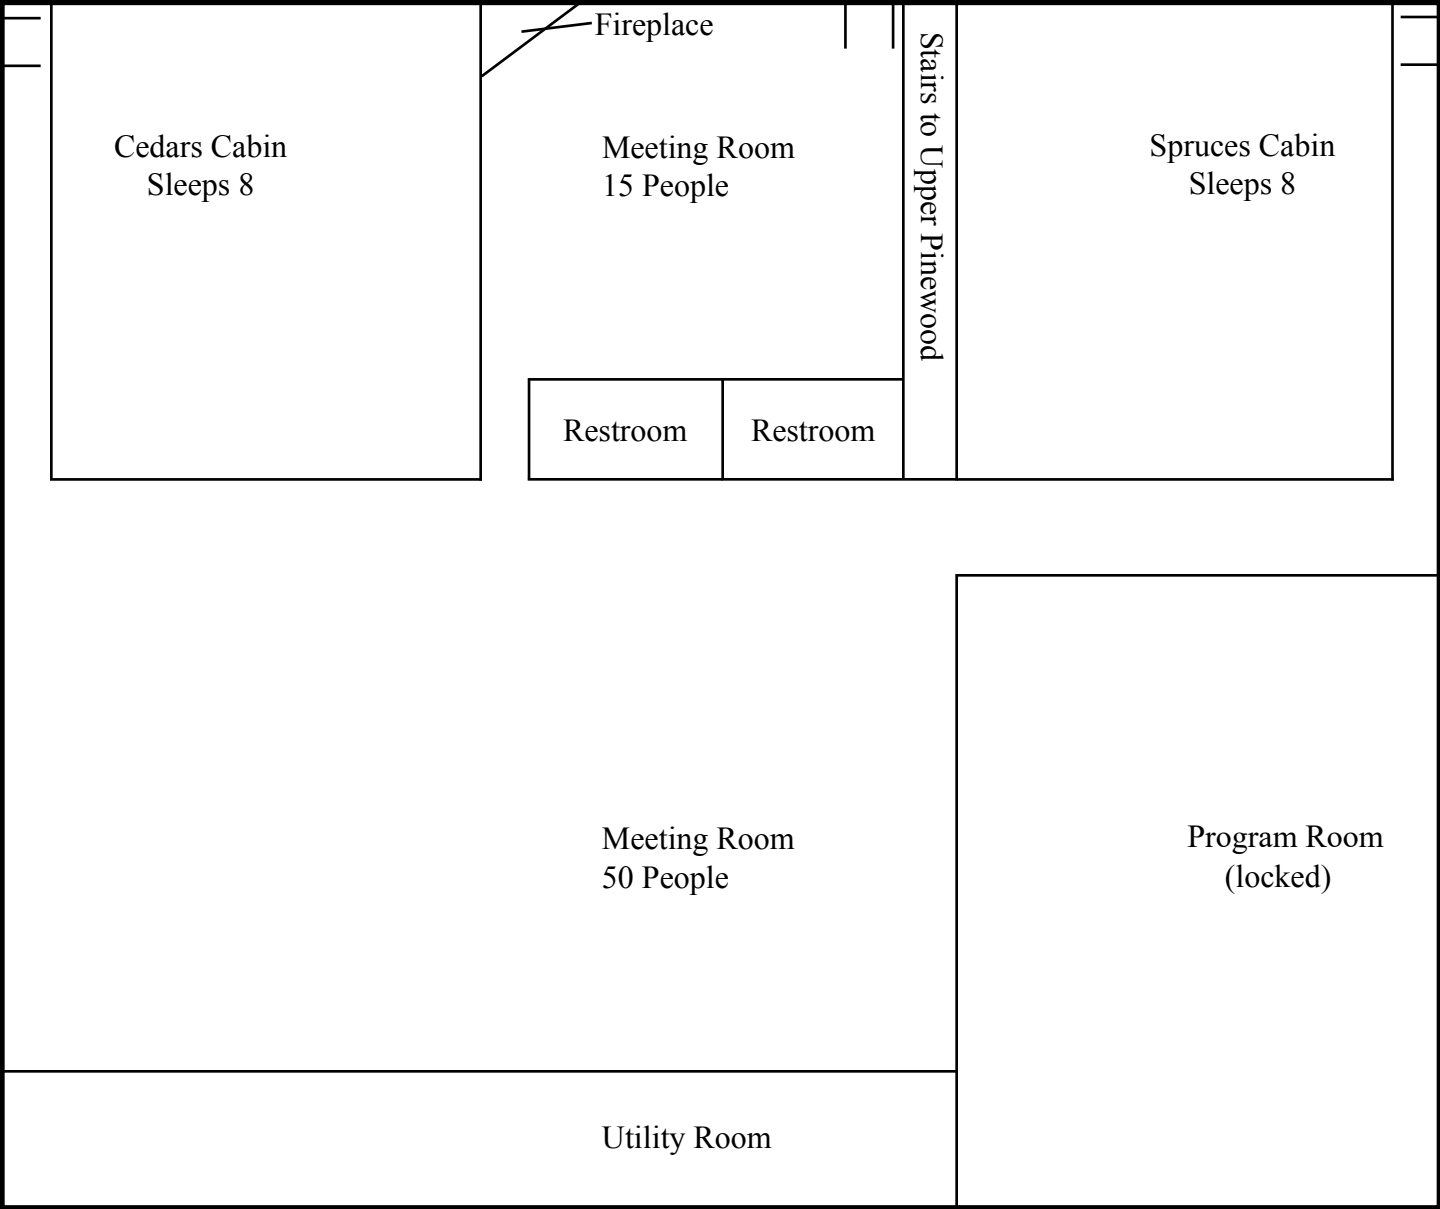 Fireplace
Stairs to Upper Pinewood
Cedars Cabin
Sleeps 8
Meeting Room
15 People
Spruces Cabin
Sleeps 8
Restroom
Restroom
Meeting Room
50 People
Program Room
(locked)
Utility Room